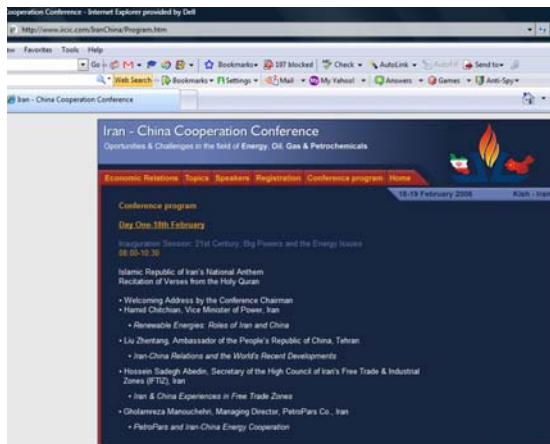 cooperation Conference - Internet Explorer provided by Dell
http://www.icic.com/IranChina/Program.htm
Favorites Tools Help
Go Bookmarks 197 blocked Check AutoLink AutoFill Send to
Web Search Bookmarks Settings Mail My Yahoo! Answers Games Anti-Spy
Iran - China Cooperation Conference
Iran - China Cooperation Conference
Oportunities & Challenges in the field of Energy, Oil, Gas & Petrochemicals
Economic Relations Topics Speakers Registration Conference program Home
18-19 February 2006 Kish - Iran
Conference program
Day One-18th February
Inauguration Session: 21st Century, Big Powers and the Energy Issues
08:00-10:30
Islamic Republic of Iran's National Anthem
Recitation of Verses from the Holy Quran
• Welcoming Address by the Conference Chairman
• Hamid Chitchian, Vice Minister of Power, Iran
• Renewable Energies: Roles of Iran and China
• Liu Zhentang, Ambassador of the People's Republic of China, Tehran
• Iran-China Relations and the World's Recent Developments
• Hossein Sadegh Abedin, Secretary of the High Council of Iran's Free Trade & Industrial
Zones (IFTIZ), Iran
• Iran & China Experiences in Free Trade Zones
• Gholamreza Manouchehri, Managing Director, PetroPars Co., Iran
• PetroPars and Iran-China Energy Cooperation